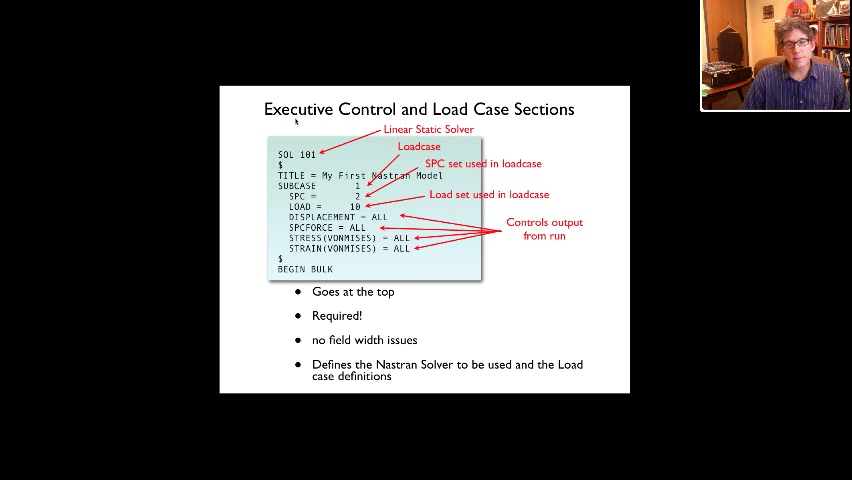 Executive Control and Load Case Sections
Linear Static Solver
Loadcase
SPC set used in loadcase
Load set used in loadcase
Controls output
from run
SOL 101
$
TITLE = My First Nastran Model
SUBCASE 1
SPC = 2
LOAD = 10
DISPLACEMENT = ALL
SPCFORCE = ALL
STRESS(VONMISES) = ALL
STRAIN(VONMISES) = ALL
$
BEGIN BULK
• Goes at the top
• Required!
• no field width issues
• Defines the Nastran Solver to be used and the Load
case definitions